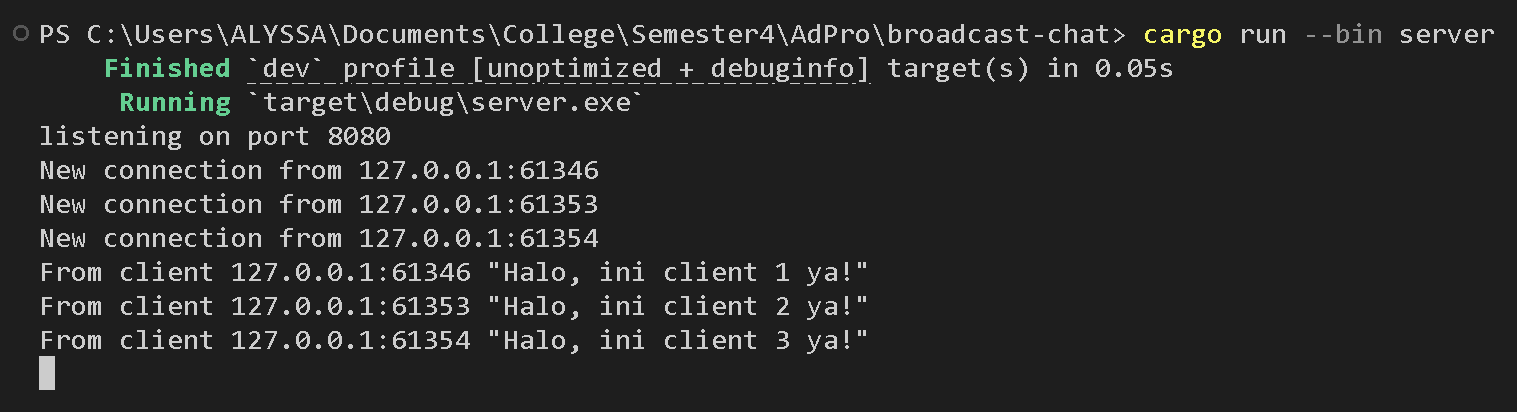 PS C:\Users\ALYSSA\Documents\College\Semester4\AdPro\broadcast-chat> cargo run --bin server
Finished `dev` profile [unoptimized + debuginfo] target(s) in 0.05s
Running `target\debug\server.exe`
listening on port 8080
New connection from 127.0.0.1:61346
New connection from 127.0.0.1:61353
New connection from 127.0.0.1:61354
From client 127.0.0.1:61346 "Halo, ini client 1 ya!"
From client 127.0.0.1:61353 "Halo, ini client 2 ya!"
From client 127.0.0.1:61354 "Halo, ini client 3 ya!"